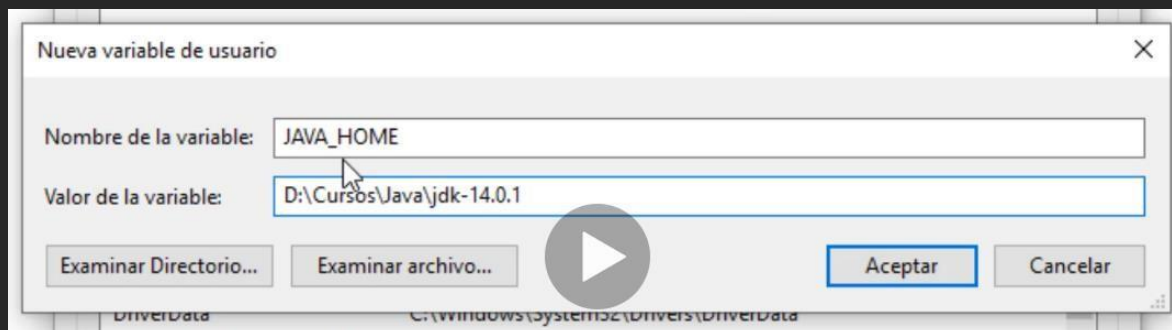 Nueva variable de usuario
Nombre de la variable: JAVA_HOME
Valor de la variable: D:\Cursos\Java\jdk-14.0.1
Examinar Directorio... Examinar archivo... Aceptar Cancelar
DriverData C:\Windows\System32\Drivers\DriverData